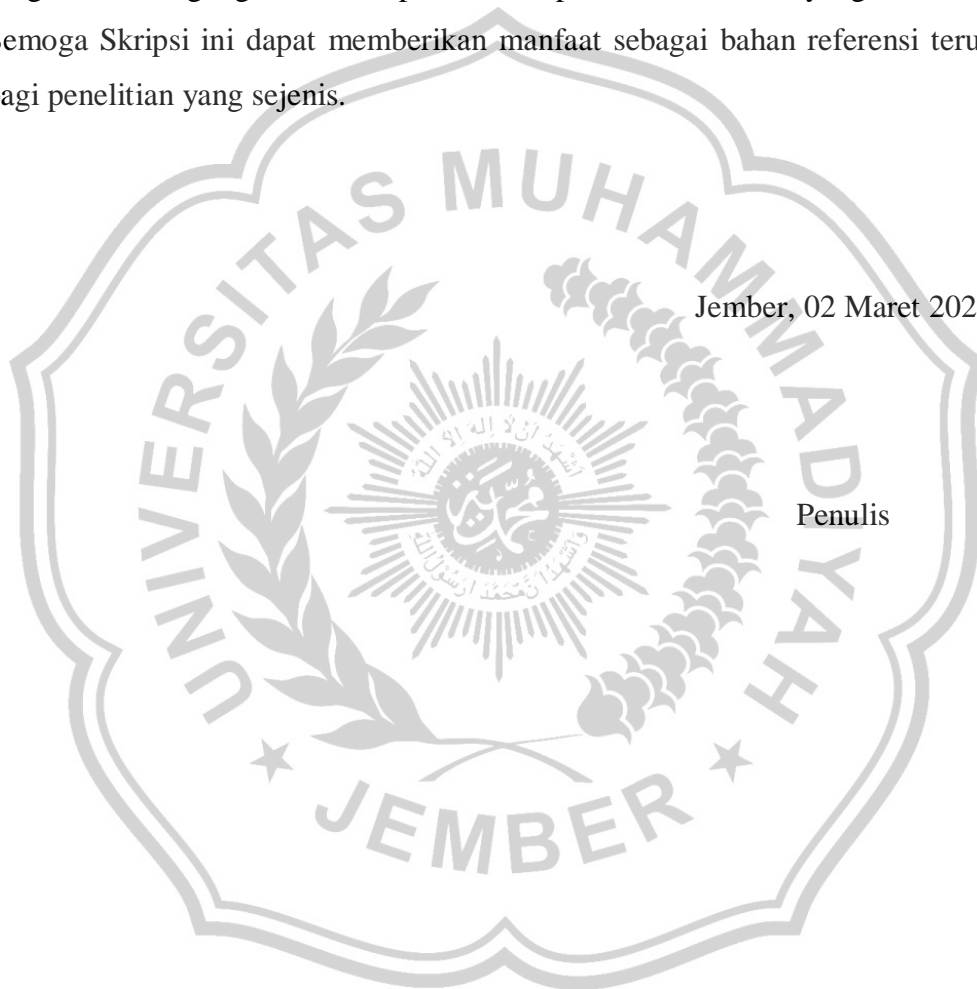 Semoga Skripsi ini dapat memberikan manfaat sebagai bahan referensi teru
agi penelitian yang sejenis.
UNIVERSITAS MUHAMMADIYAH
Jember, 02 Maret 202
Penulis
JEMBER